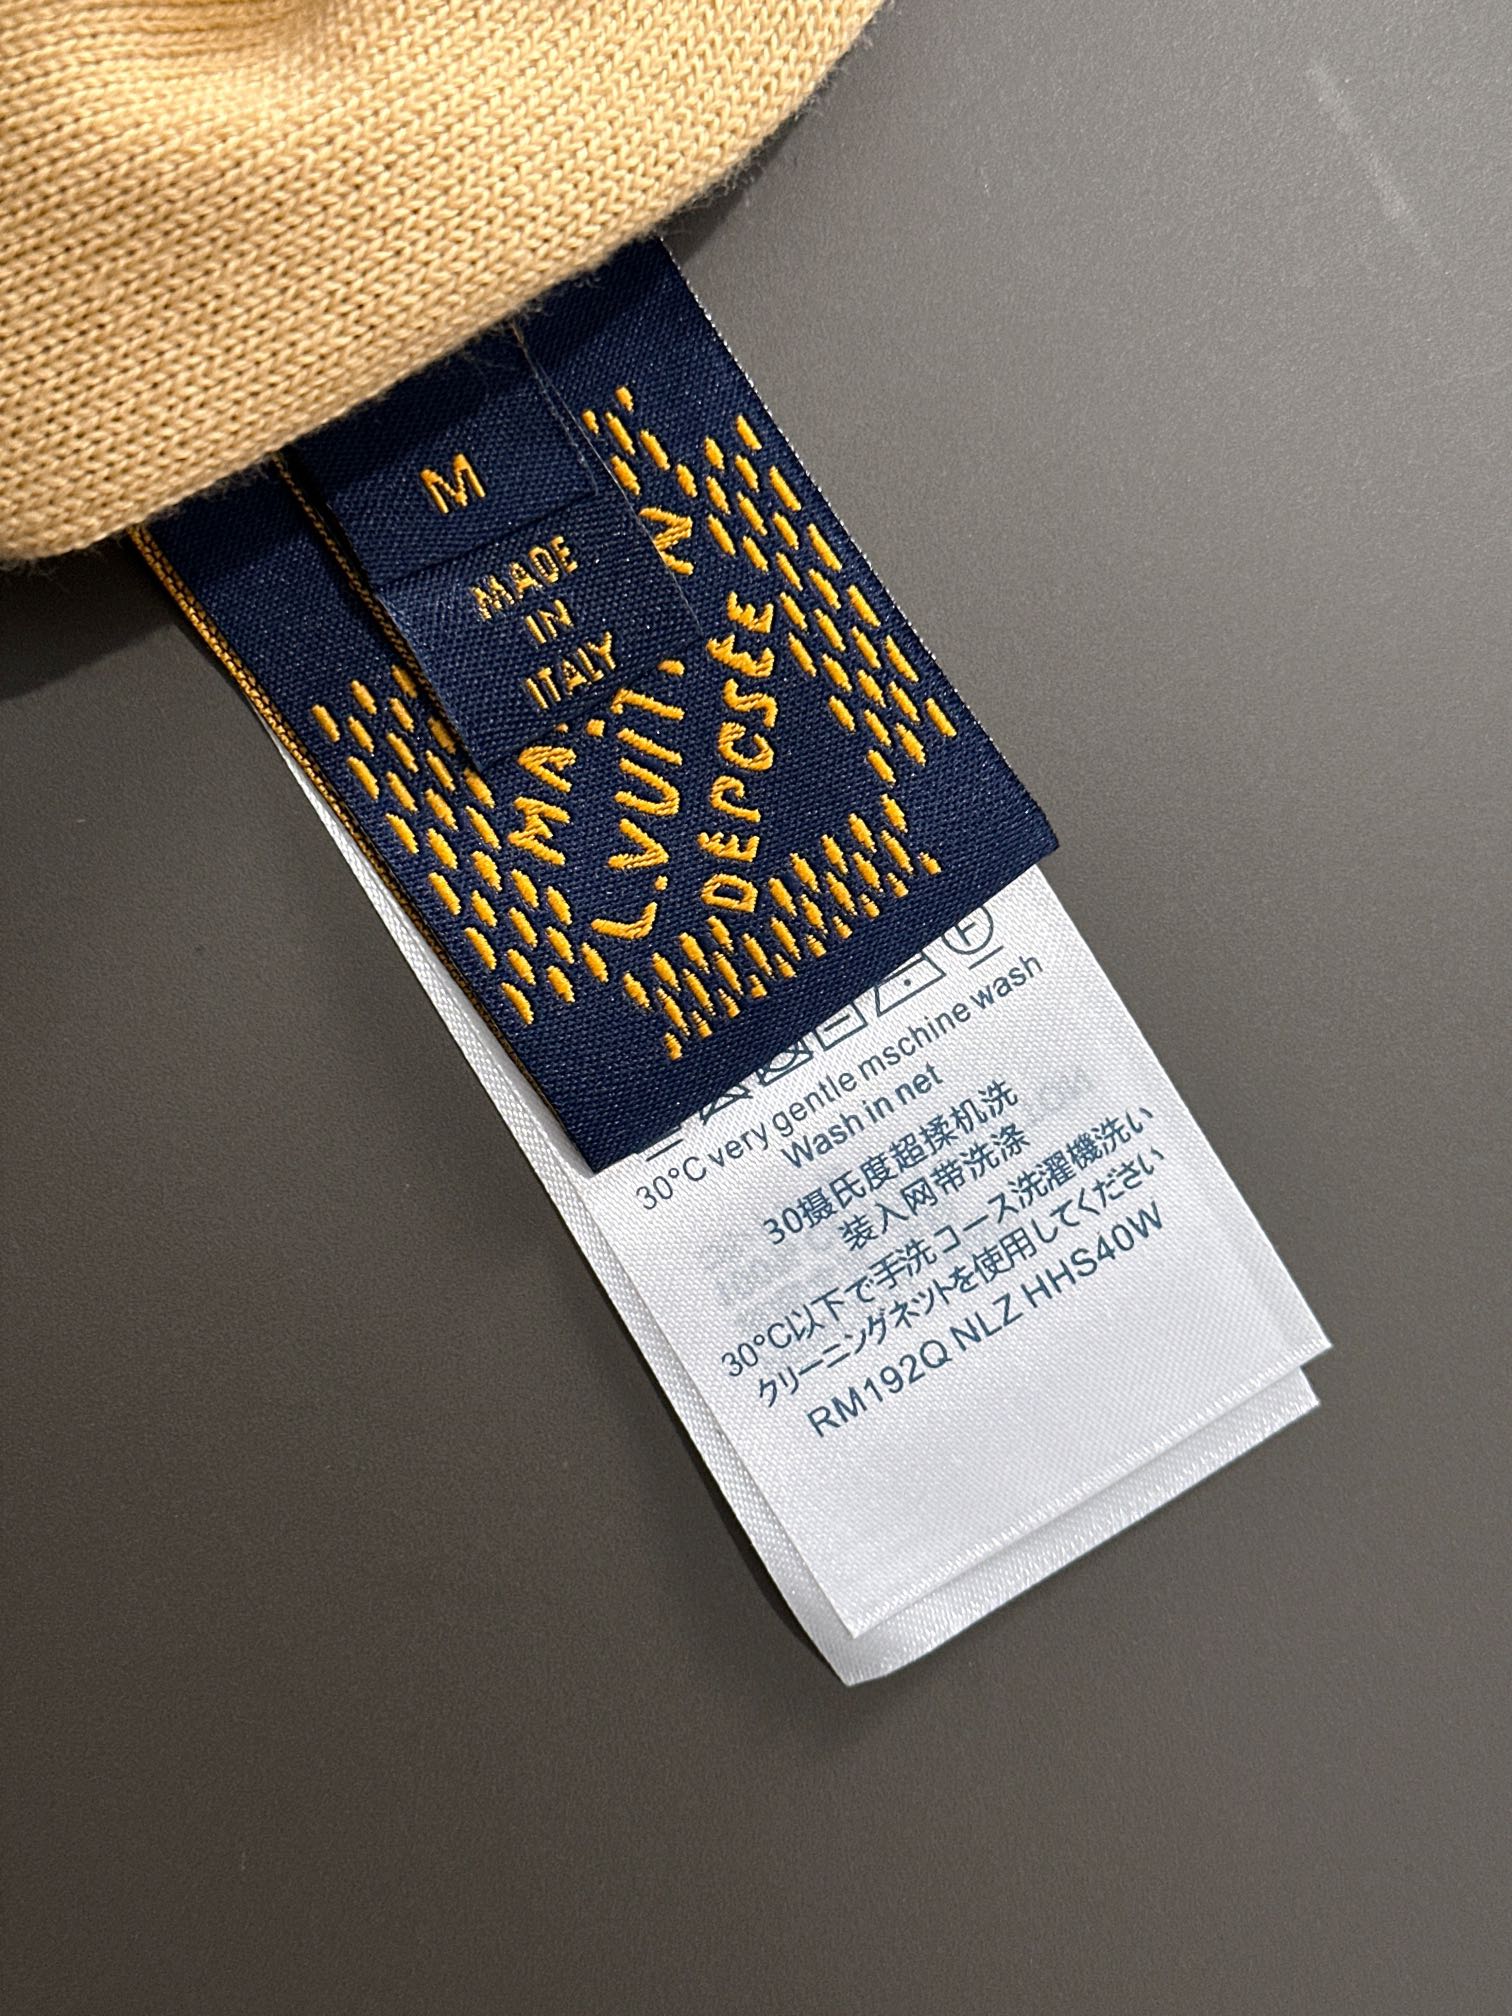 M
MADE
IN
ITALY
L.VUIT
DEPOSE
30°C very gentle mschine wash
Wash in net
30摄氏度超揉机洗
装入网带洗涤
30°C以下で手洗コース洗濯機洗い
クリーニングネットを使用してください
RM192Q NLZ HHS40W